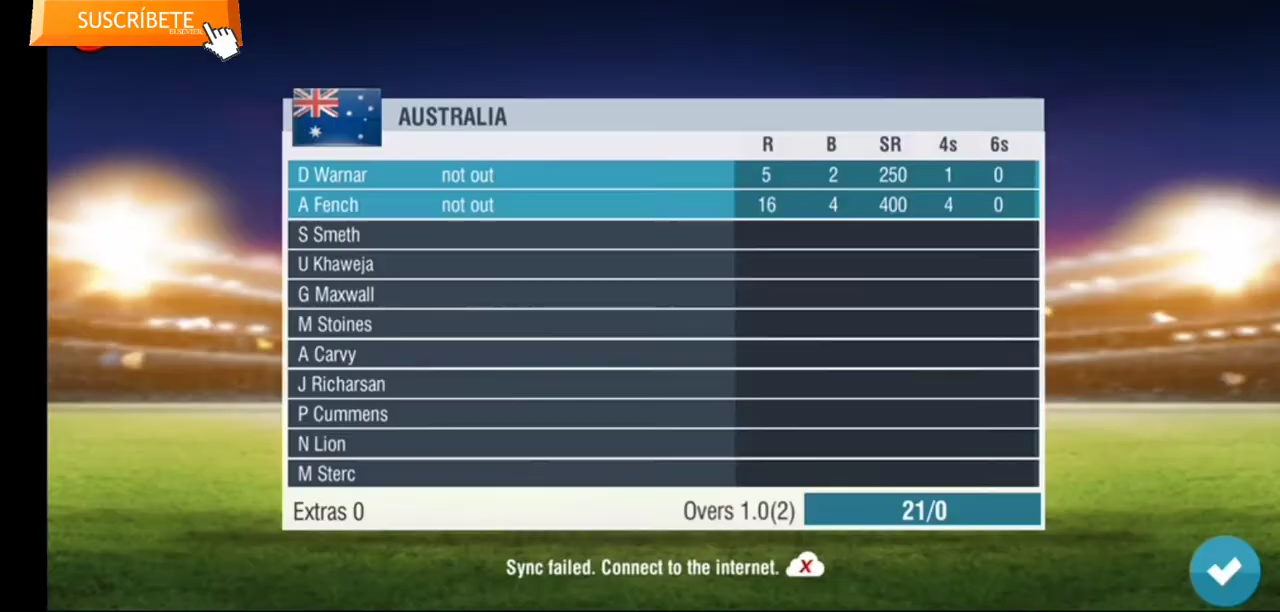 SUSCRÍBETE
ELSEVIER
AUSTRALIA
R B SR 4s 6s
D Warnar not out 5 2 250 1 0
A Fench not out 16 4 400 4 0
S Smeth
U Khaweja
G Maxwall
M Stoines
A Carvy
J Richarsan
P Cummens
N Lion
M Sterc
Extras 0 Overs 1.0(2) 21/0
Sync failed. Connect to the internet. X